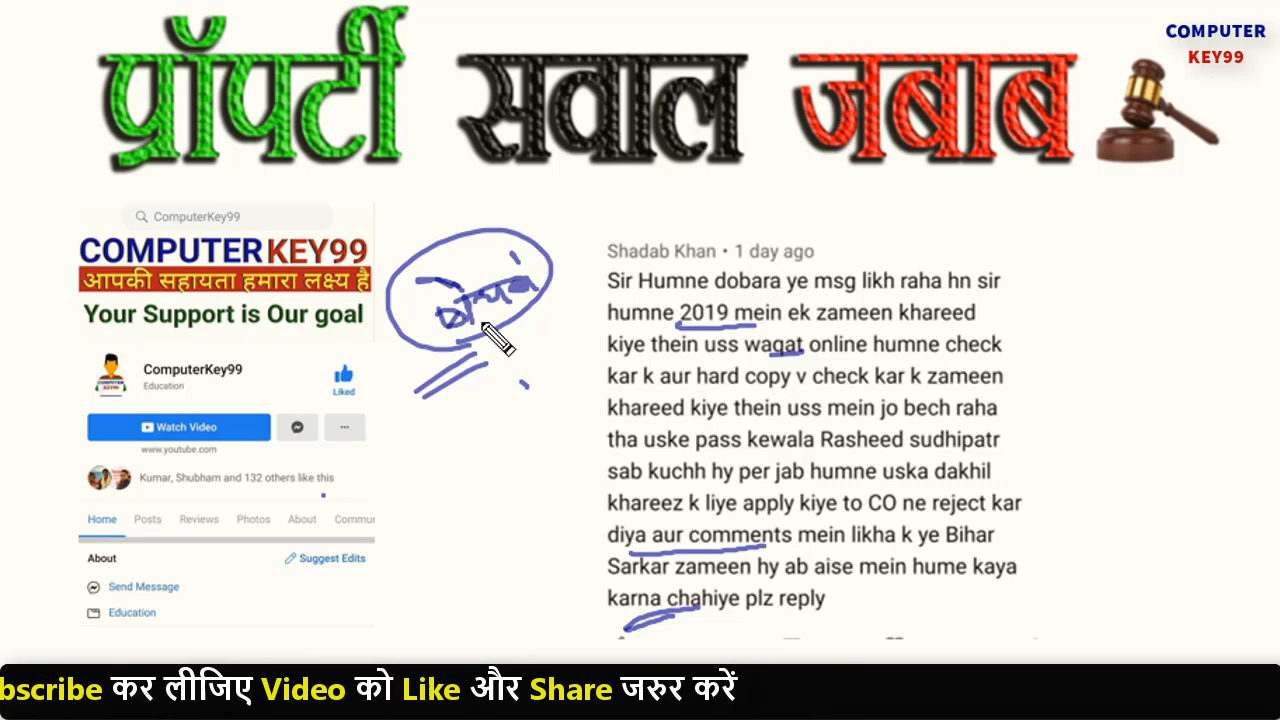 प्रॉपर्टी सवाल जबाब
COMPUTER
KEY99
ComputerKey99
COMPUTER KEY99
आपकी सहायता हमारा लक्ष्य है
Your Support is Our goal
ComputerKey99
Education
Liked
Watch Video
www.youtube.com
Kumar, Shubham and 132 others like this
Home Posts Reviews Photos About Commu
About Suggest Edits
Send Message
Education
Shadab Khan • 1 day ago
Sir Humne dobara ye msg likh raha hn sir
humne 2019 mein ek zameen khareed
kiye thein uss waqat online humne check
kar k aur hard copy v check kar k zameen
khareed kiye thein uss mein jo bech raha
tha uske pass kewala Rasheed sudhipatr
sab kuchh hy per jab humne uska dakhil
khareez k liye apply kiye to CO ne reject kar
diya aur comments mein likha k ye Bihar
Sarkar zameen hy ab aise mein hume kaya
karna chahiye plz reply
bscribe कर लीजिए Video को Like और Share जरुर करें